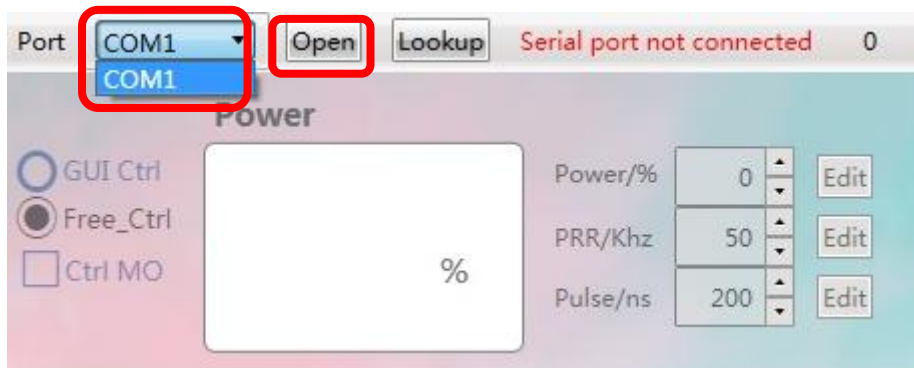 Port COM1 Open Lookup Serial port not connected 0
COM1
Power
GUI Ctrl
Free_Ctrl
Ctrl MO
%
Power/% 0 Edit
PRR/Khz 50 Edit
Pulse/ns 200 Edit